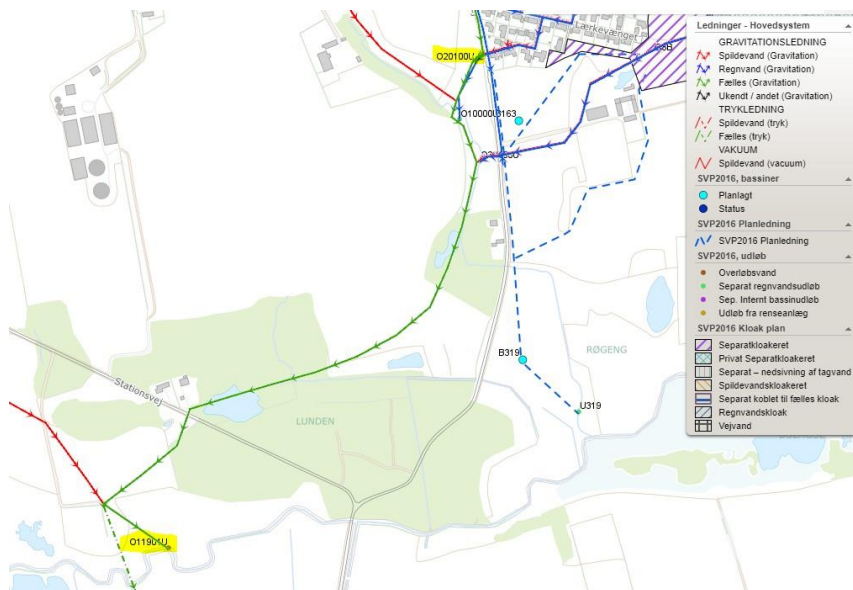 Lærkevænget
O20100U
O10000U
163
Stationsvej
LUNDEN
RØGENG
B319
U319
O11901U
Ledninger - Hovedsystem
GRAVITATIONSLEDNING
Spildevand (Gravitation)
Regnvand (Gravitation)
Fælles (Gravitation)
Ukendt / andet (Gravitation)
TRYKLEDNING
Spildevand (tryk)
Fælles (tryk)
VAKUUM
Spildevand (vacuum)
SVP2016, bassiner
Planlagt
Status
SVP2016 Planledning
SVP2016 Planledning
SVP2016, udløb
Overløbsvand
Separat regnvandsudløb
Sep. Internt bassinudløb
Udløb fra renseanlæg
SVP2016 Kloak plan
Separatkloakeret
Privat Separatkloakeret
Separat – nedsivning af tagvand
Spildevandskloakeret
Separat koblet til fælles kloak
Regnvandskloak
Vejvand